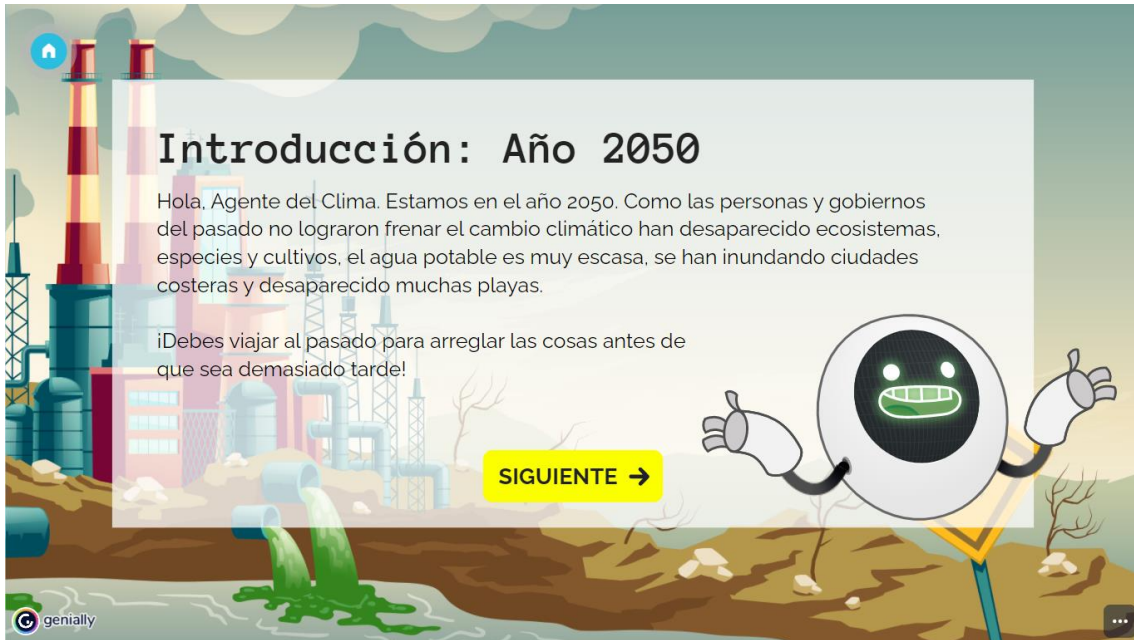 Introducción: Año 2050
Hola, Agente del Clima. Estamos en el año 2050. Como las personas y gobiernos
del pasado no lograron frenar el cambio climático han desaparecido ecosistemas,
especies y cultivos, el agua potable es muy escasa, se han inundando ciudades
costeras y desaparecido muchas playas.
¡Debes viajar al pasado para arreglar las cosas antes de
que sea demasiado tarde!
SIGUIENTE →
genially